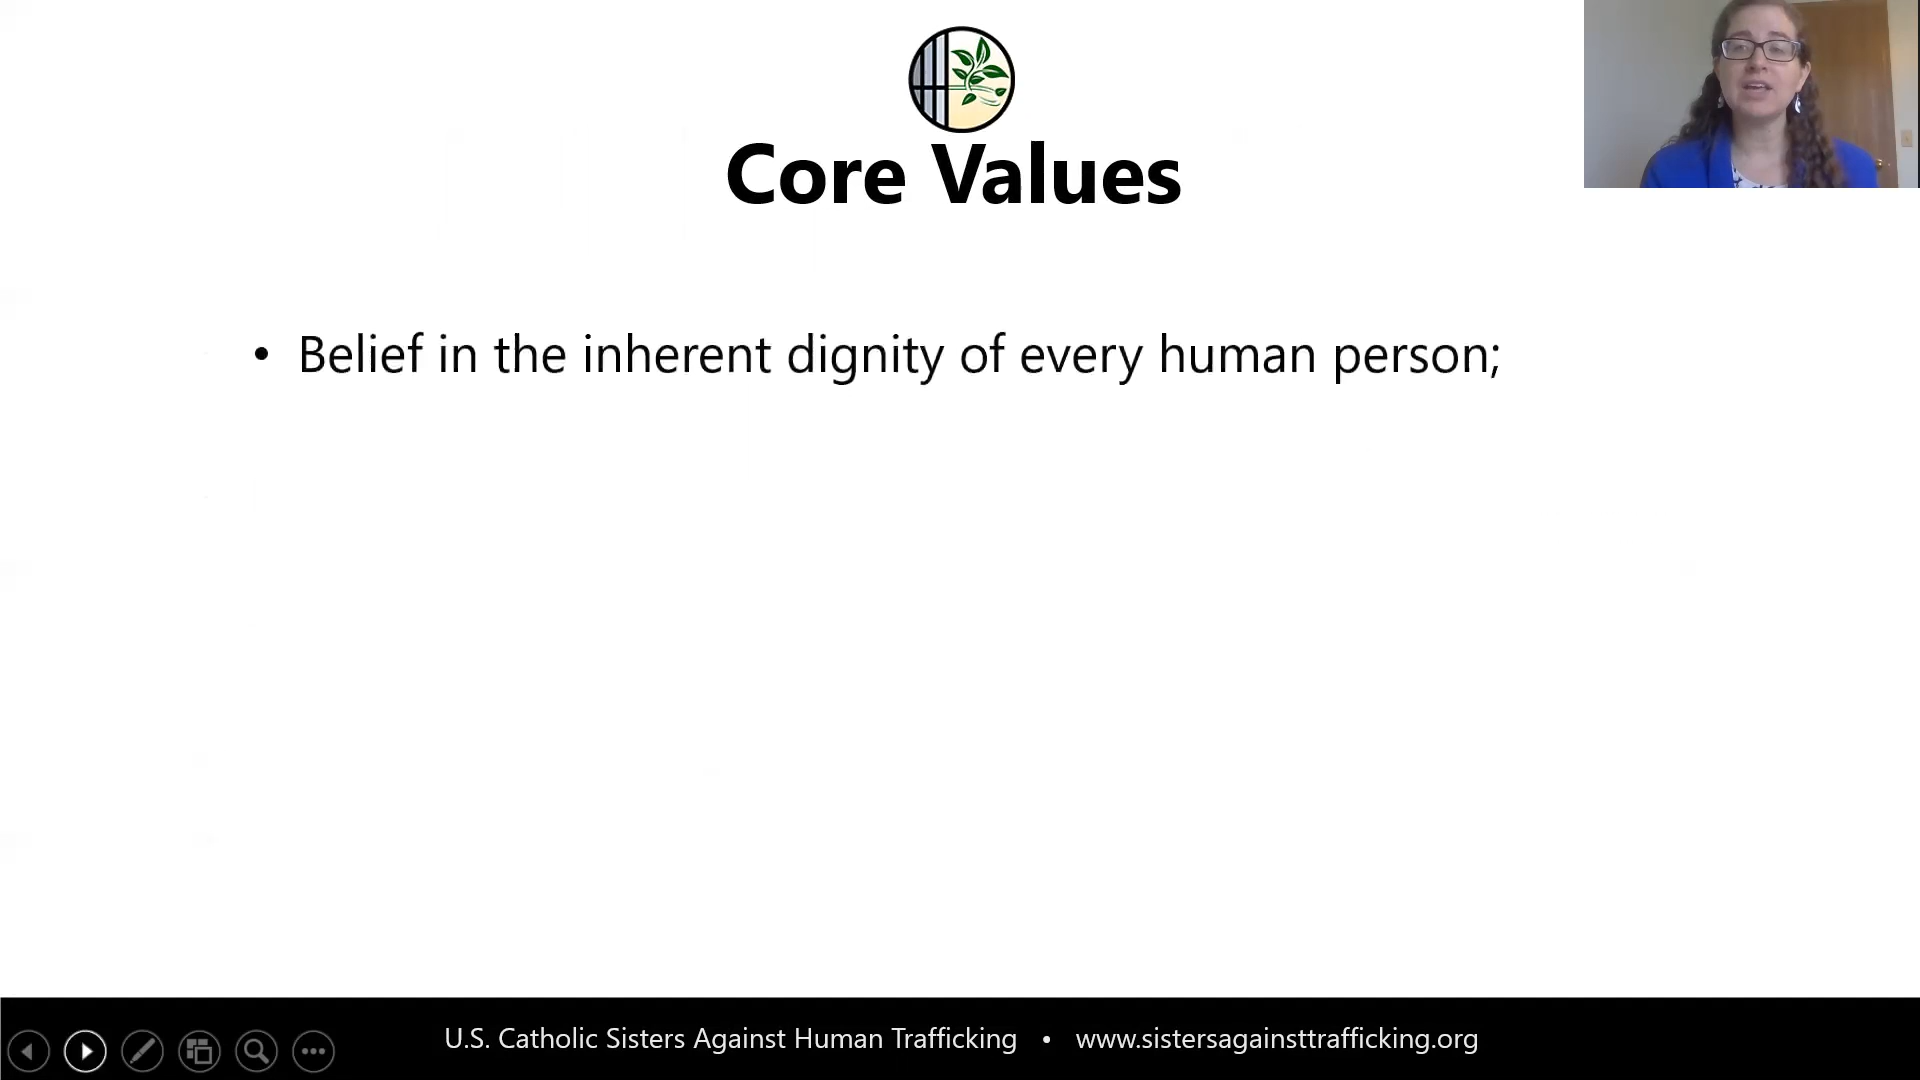 Core Values
• Belief in the inherent dignity of every human person;
U.S. Catholic Sisters Against Human Trafficking • www.sistersagainsttrafficking.org